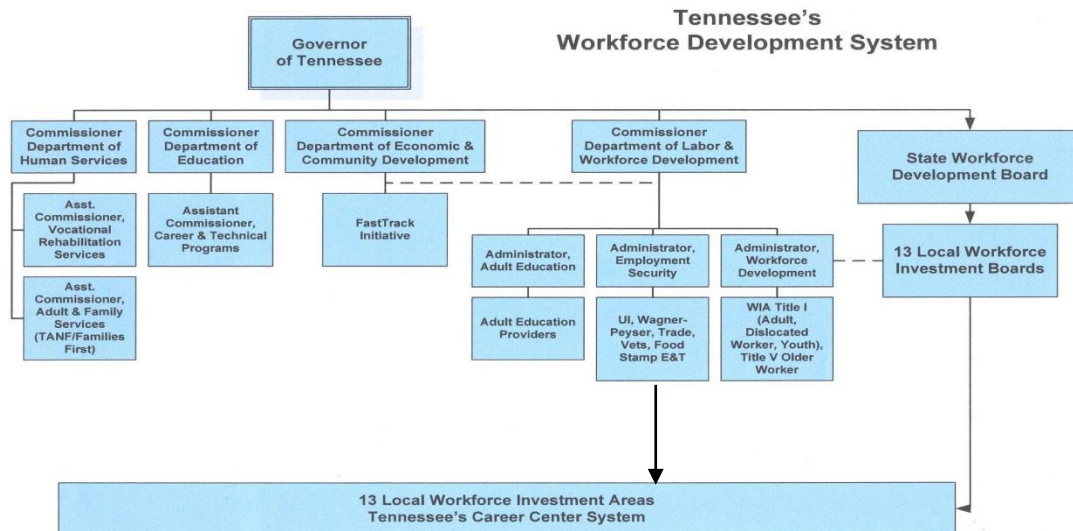 Tennessee's
Workforce Development System
Governor
of Tennessee
Commissioner
Department of
Human Services
Commissioner
Department of
Education
Commissioner
Department of Economic &
Community Development
Commissioner
Department of Labor &
Workforce Development
State Workforce
Development Board
Asst.
Commissioner,
Vocational
Rehabilitation
Services
Assistant
Commissioner,
Career & Technical
Programs
FastTrack
Initiative
13 Local Workforce
Investment Boards
Administrator,
Adult Education
Administrator,
Employment
Security
Administrator,
Workforce
Development
Asst.
Commissioner,
Adult & Family
Services
(TANF/Families
First)
Adult Education
Providers
UI, Wagner-
Peyser, Trade,
Vets, Food
Stamp E&T
WIA Title I
(Adult,
Dislocated
Worker, Youth),
Title V Older
Worker
13 Local Workforce Investment Areas
Tennessee's Career Center System